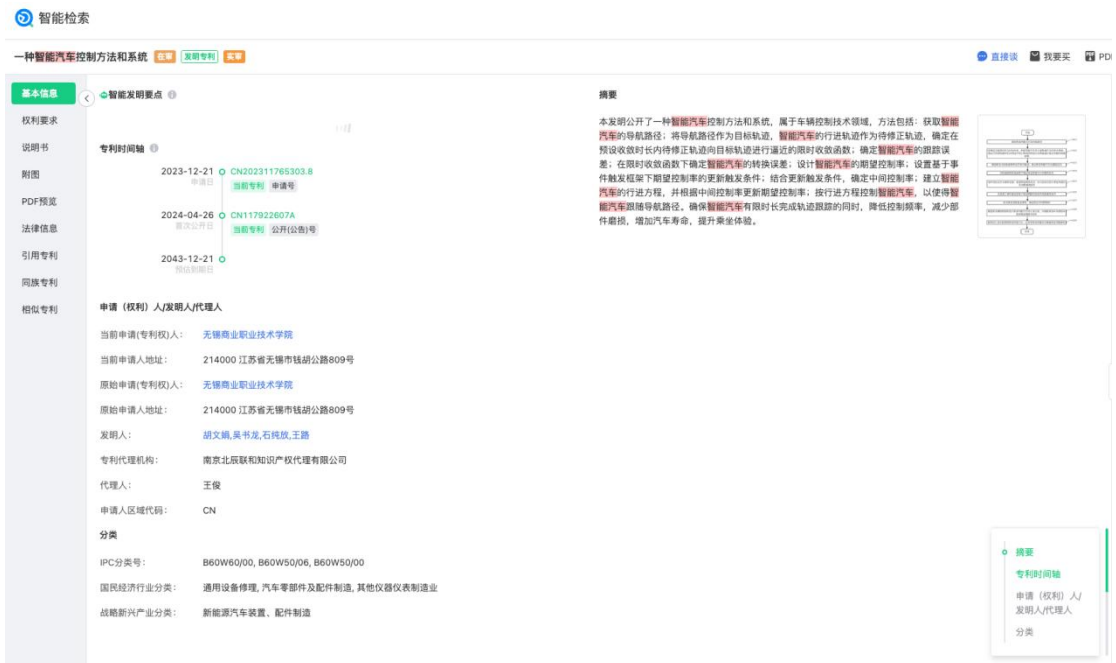 智能检索
一种智能汽车控制方法和系统 在审 发明专利 实审
直接谈 我要买 PD
基本信息
权利要求
说明书
附图
PDF预览
法律信息
引用专利
同族专利
相似专利
智能发明要点
专利时间轴
2023-12-21 CN202311765303.8
申请日 当前专利 申请号
2024-04-26 CN117922607A
首次公开日 当前专利 公开(公告)号
2043-12-21
预估到期日
摘要
本发明公开了一种智能汽车控制方法和系统，属于车辆控制技术领域，方法包括：获取智能
汽车的导航路径；将导航路径作为目标轨迹，智能汽车的行进轨迹作为待修正轨迹，确定在
预设收敛时长内待修正轨迹向目标轨迹进行逼近的限时收敛函数；确定智能汽车的跟踪误
差；在限时收敛函数下确定智能汽车的转换误差；设计智能汽车的期望控制率；设置基于事
件触发框架下期望控制率的更新触发条件；结合更新触发条件，确定中间控制率；建立智能
汽车的行进方程，并根据中间控制率更新期望控制率；按行进方程控制智能汽车，以使得智
能汽车跟随导航路径。确保智能汽车有限时长完成轨迹跟踪的同时，降低控制频率，减少部
件磨损，增加汽车寿命，提升乘坐体验。
申请（权利）人/发明人/代理人
当前申请(专利权)人： 无锡商业职业技术学院
当前申请人地址： 214000 江苏省无锡市钱胡公路809号
原始申请(专利权)人： 无锡商业职业技术学院
原始申请人地址： 214000 江苏省无锡市钱胡公路809号
发明人： 胡文娟,吴书龙,石纯放,王路
专利代理机构： 南京北辰联和知识产权代理有限公司
代理人： 王俊
申请人区域代码： CN
分类
IPC分类号： B60W60/00, B60W50/06, B60W50/00
国民经济行业分类： 通用设备修理, 汽车零部件及配件制造, 其他仪器仪表制造业
战略新兴产业分类： 新能源汽车装置、配件制造
摘要
专利时间轴
申请（权利）人/
发明人/代理人
分类